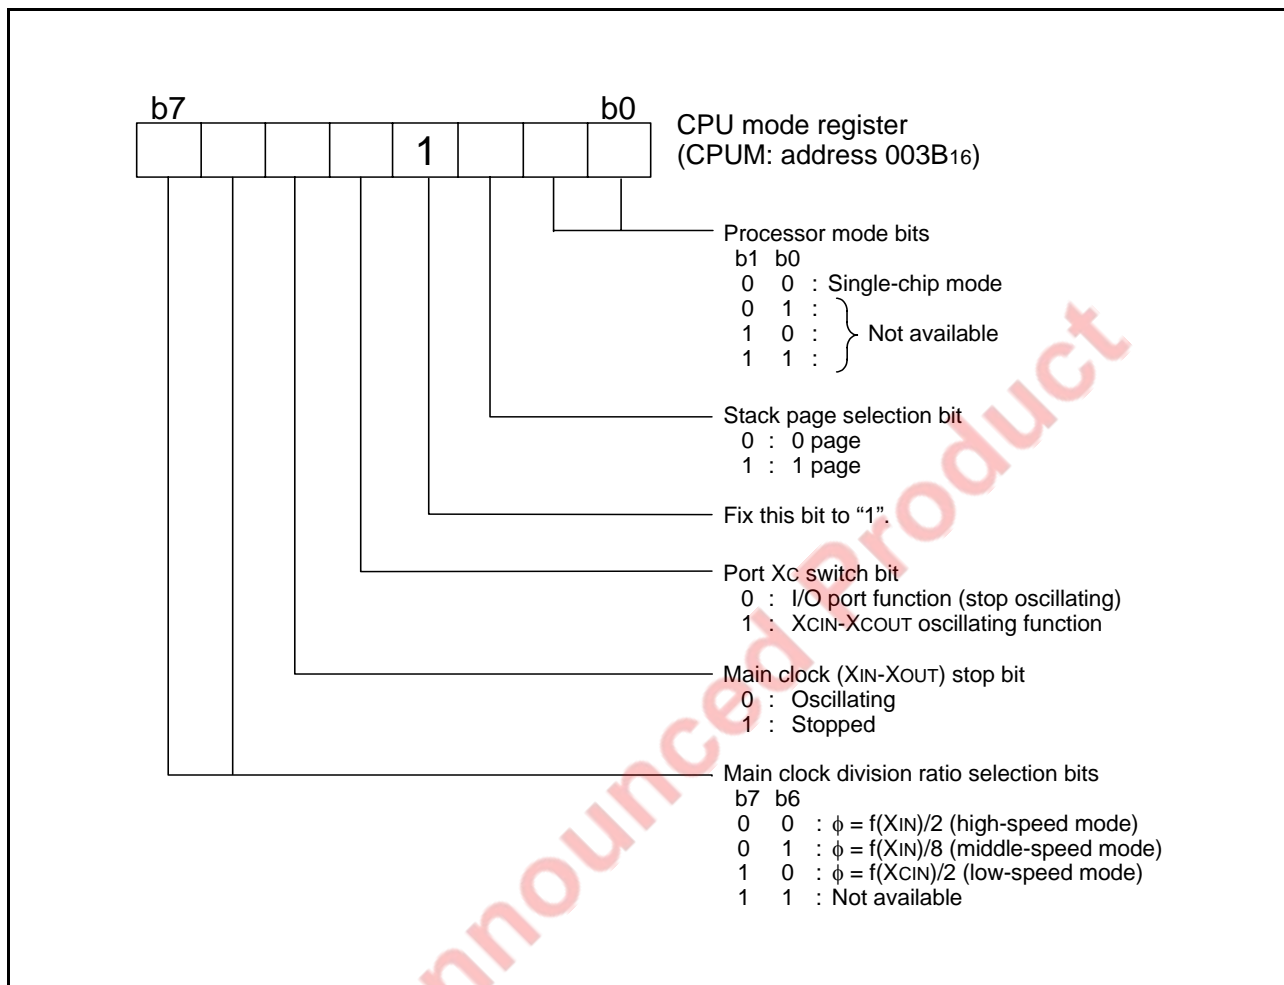 b7 b0
1
CPU mode register
(CPUM: address 003B16)
Processor mode bits
b1 b0
0 0 : Single-chip mode
0 1 :
1 0 : Not available
1 1 :
Stack page selection bit
0 : 0 page
1 : 1 page
Fix this bit to “1”.
Port XC switch bit
0 : I/O port function (stop oscillating)
1 : XCIN-XCOUT oscillating function
Main clock (XIN-XOUT) stop bit
0 : Oscillating
1 : Stopped
Main clock division ratio selection bits
b7 b6
0 0 : ϕ = f(XIN)/2 (high-speed mode)
0 1 : ϕ = f(XIN)/8 (middle-speed mode)
1 0 : ϕ = f(XCIN)/2 (low-speed mode)
1 1 : Not available
nnounced Product